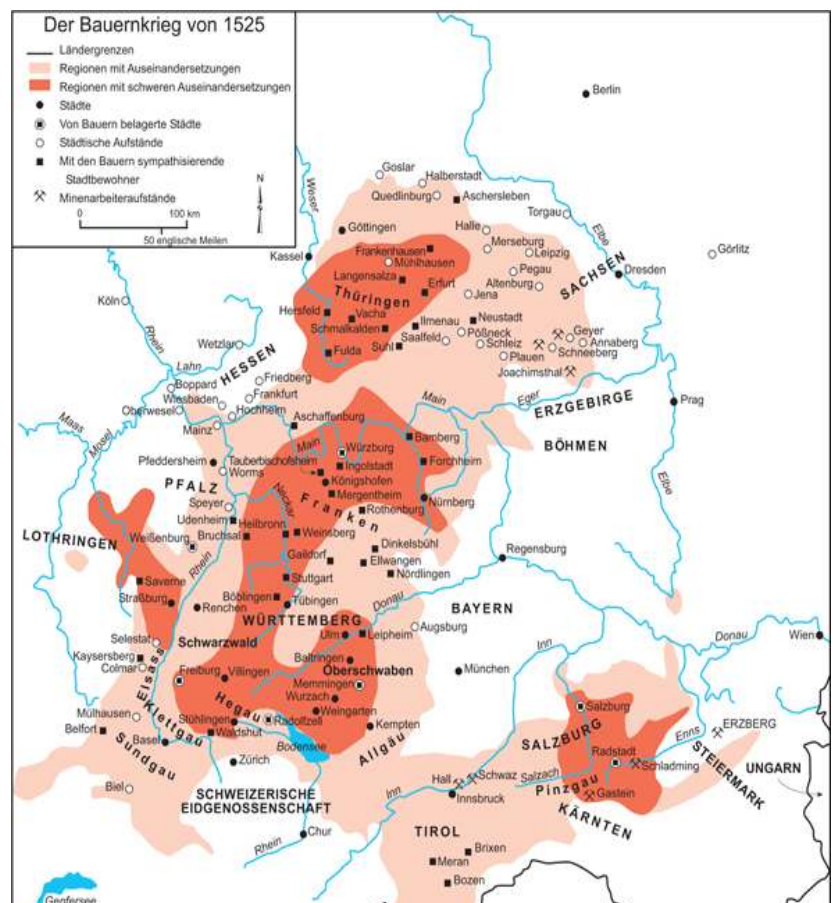 Der Bauernkrieg von 1525
Ländergrenzen
Regionen mit Auseinandersetzungen
Regionen mit schweren Auseinandersetzungen
Städte
Von Bauern belagerte Städte
Städtische Aufstände
Mit den Bauern sympathisierende
Stadtbewohner
Minenarbeiteraufstände
N
0 100 km
50 englische Meilen
Berlin
Goslar
Halberstadt
Quedlinburg
Aschersleben
Weser
Torgau
Elbe
Göttingen
Halle
Merseburg
Leipzig
Görlitz
Kassel
Frankenhausen
Mühlhausen
Langensalza
Pegau
Altenburg
SACHSEN
Dresden
Erfurt
Jena
Thüringen
Köln
Hersfeld
Vacha
Ilmenau
Neustadt
Schmalkalden
Saalfeld
Pößneck
Geyer
Annaberg
Rhein
Wetzlar
Suhl
Schleiz
Schneeberg
Fulda
Plauen
Joachimsthal
Lahn
HESSEN
Boppard
Friedberg
Wiesbaden
Frankfurt
Oberwesel
Hochheim
Main
Eger
ERZGEBIRGE
Prag
Maas
Mosel
Mainz
Aschaffenburg
BÖHMEN
Main
Würzburg
Bamberg
Pfeddersheim
Tauberbischofsheim
Ingolstadt
Forchheim
Worms
Königshofen
Elbe
PFALZ
Mergentheim
Nürnberg
Speyer
Neckar
Franken
Rothenburg
Udenheim
Heilbronn
LOTHRINGEN
Weißenburg
Bruchsal
Weinsberg
Dinkelsbühl
Rhein
Gaildorf
Ellwangen
Regensburg
Saverne
Stuttgart
Nördlingen
Straßburg
Renchen
Böblingen
Tübingen
Donau
BAYERN
WÜRTTEMBERG
Selestat
Schwarzwald
Ulm
Leipheim
Augsburg
Inn
Donau
Wien
Kaysersberg
Colmar
Baltringen
Oberschwaben
München
Elsass
Freiburg
Villingen
Memmingen
Wurzach
Salzburg
Mülhausen
Klettgau
Hegau
Weingarten
Stühlingen
Radolfzell
Kempten
Belfort
Sundgau
Waldshut
SALZBURG
Enns
ERZBERG
Basel
Bodensee
Allgäu
Radstadt
STEIERMARK
Zürich
Hall
Schwaz
Salzach
Schladming
UNGARN
Biel
SCHWEIZERISCHE
EIDGENOSSENSCHAFT
Inn
Innsbruck
Pinzgau
Gastein
KÄRNTEN
Chur
TIROL
Rhein
Brixen
Meran
Bozen
Genfersee